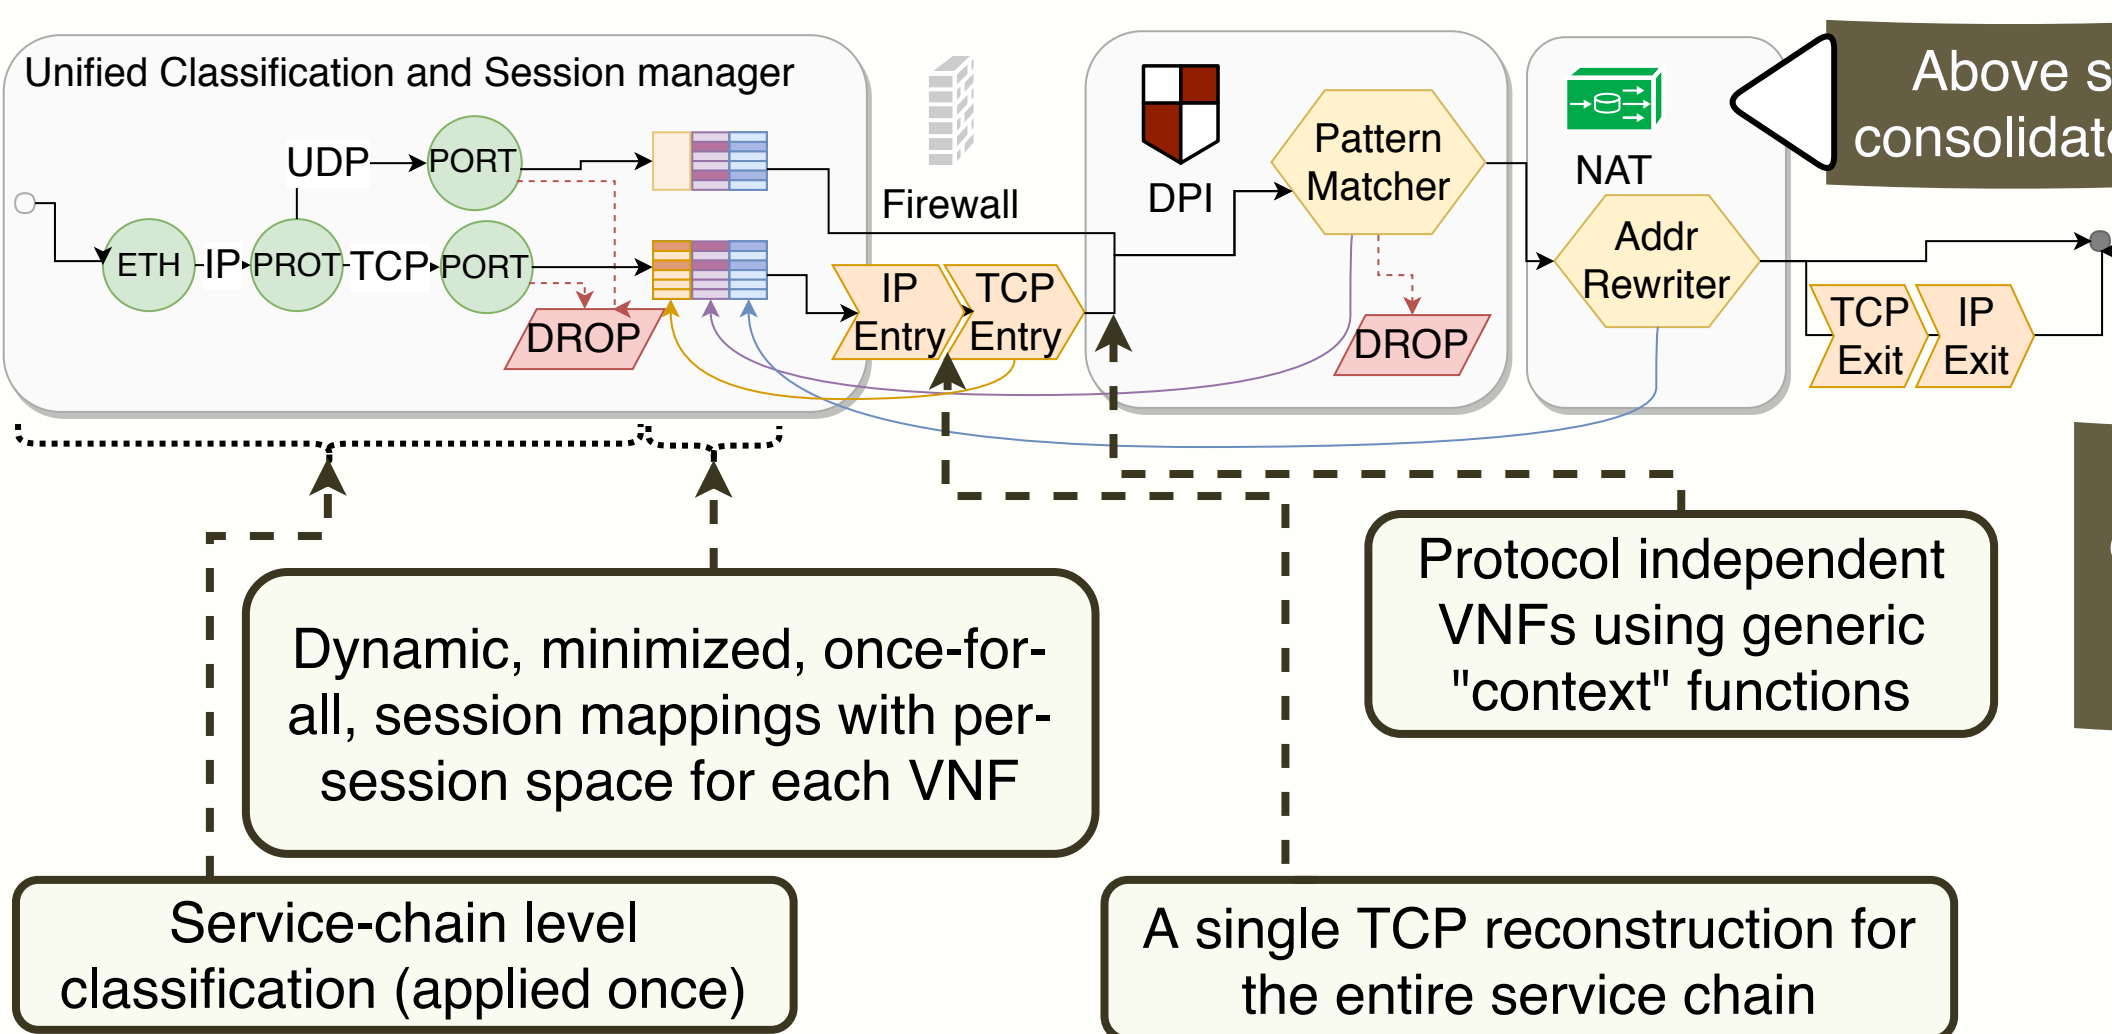 Unified Classification and Session manager
UDP
PORT
ETH
IP
PROT
TCP
PORT
DROP
Firewall
IP
Entry
TCP
Entry
DPI
Pattern
Matcher
DROP
NAT
Addr
Rewriter
TCP
Exit
IP
Exit
Above s
consolidate
Dynamic, minimized, once-for-
all, session mappings with per-
session space for each VNF
Protocol independent
VNFs using generic
"context" functions
Service-chain level
classification (applied once)
A single TCP reconstruction for
the entire service chain